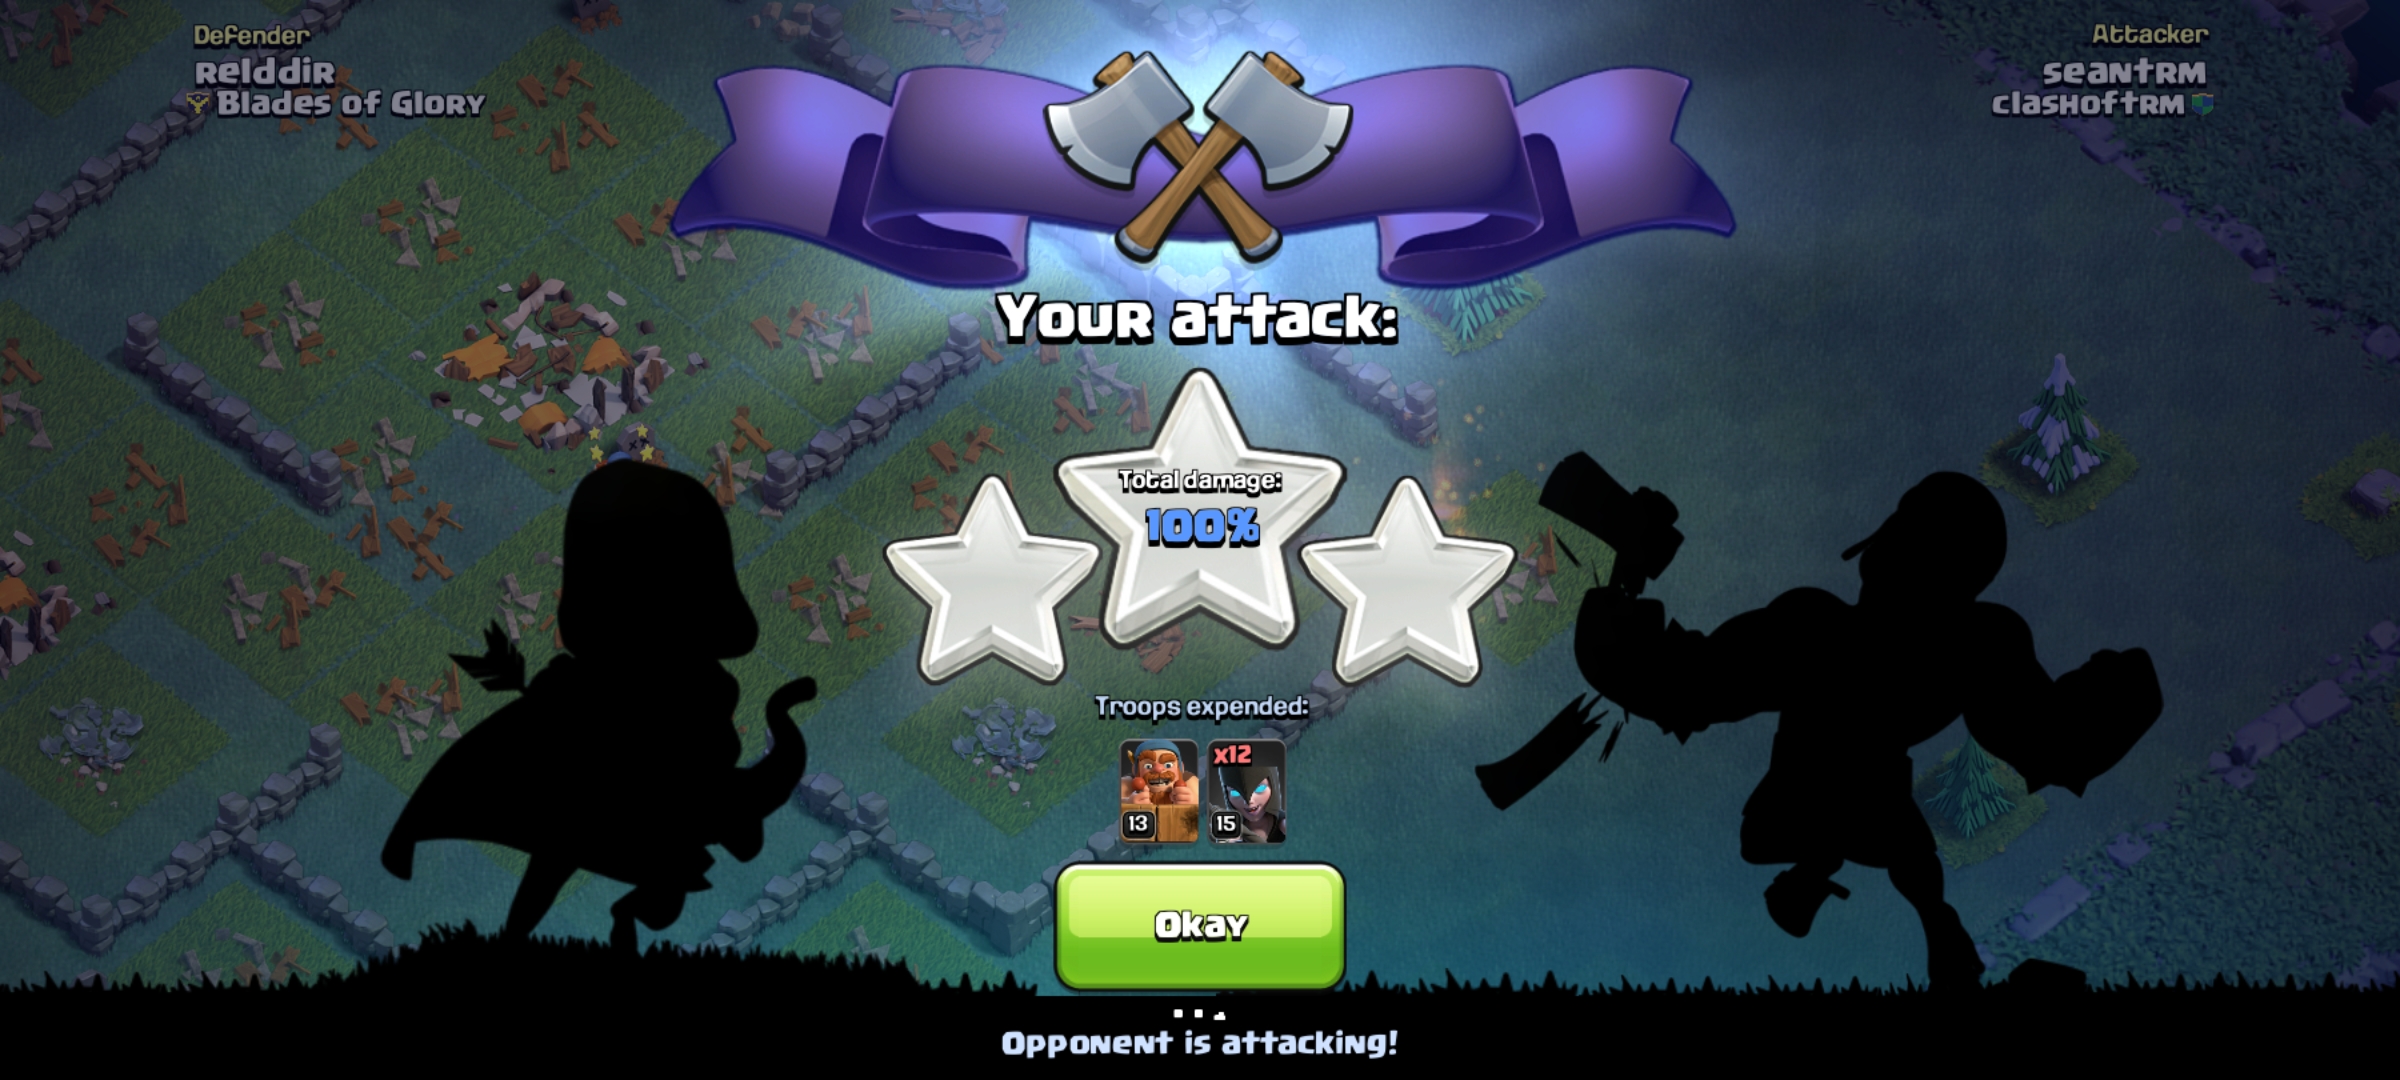 Defender
Relddir
Blades of Glory
Attacker
seantrm
clashoftrm
Your attack:
Total damage:
100%
Troops expended:
x12
13
15
Okay
Opponent is attacking!